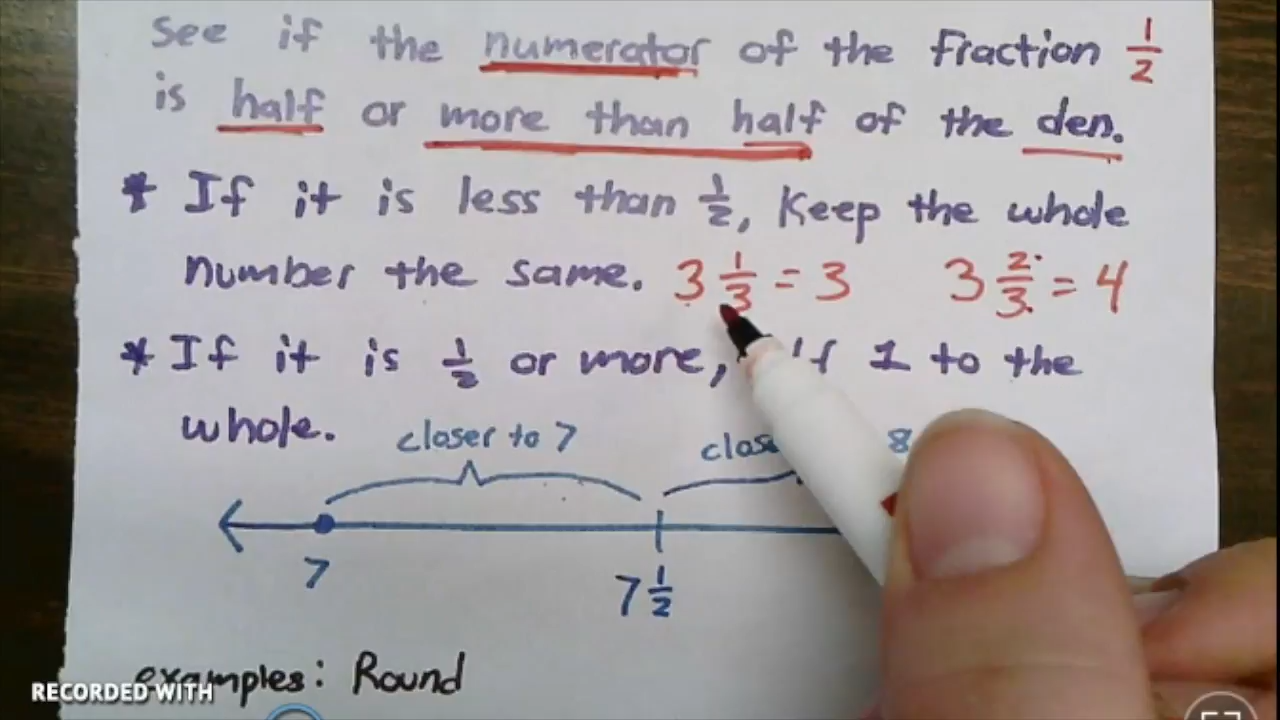 see if the numerator of the fraction 1/2
is half or more than half of the den.
* If it is less than 1/2, Keep the whole
number the same. 3 1/3 = 3 3 2/3 = 4
* If it is 1/2 or more, 1 to the
whole.
closer to 7 8
7 7 1/2
examples: Round
RECORDED WITH